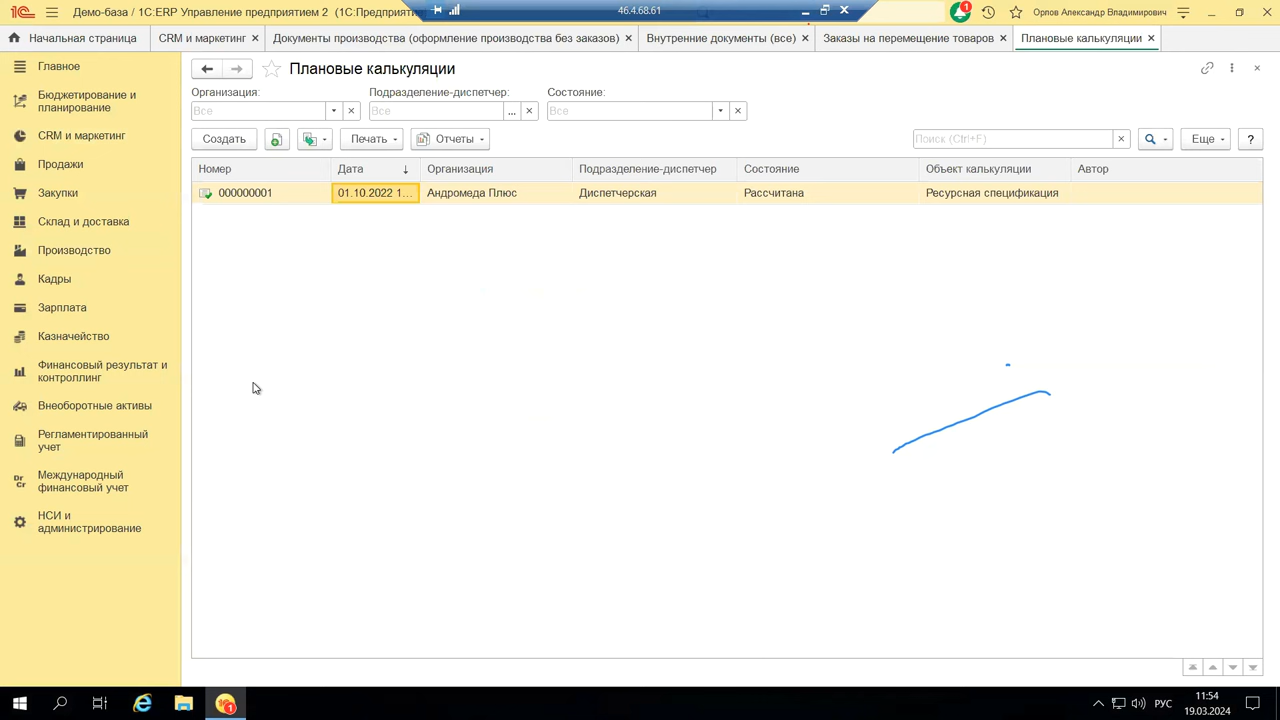 1С Демо-база / 1С:ERP Управление предприятием 2 (1С:Предприяти 46.4.68.61 1 Орлов Александр Владимирович
Начальная страница CRM и маркетинг × Документы производства (оформление производства без заказов) × Внутренние документы (все) × Заказы на перемещение товаров × Плановые калькуляции ×
Главное
Бюджетирование и
планирование
CRM и маркетинг
Продажи
Закупки
Склад и доставка
Производство
Кадры
Зарплата
Казначейство
Финансовый результат и
контроллинг
Внеоборотные активы
Регламентированный
учет
Dr
Cr
Международный
финансовый учет
НСИ и
администрирование
Плановые калькуляции
Организация: Подразделение-диспетчер: Состояние:
Все Все ... Все
Создать Печать Отчеты Поиск (Ctrl+F) Еще ?
Номер Дата ↓ Организация Подразделение-диспетчер Состояние Объект калькуляции Автор
000000001 01.10.2022 1... Андромеда Плюс Диспетчерская Рассчитана Ресурсная спецификация
1 РУС 11:54
19.03.2024